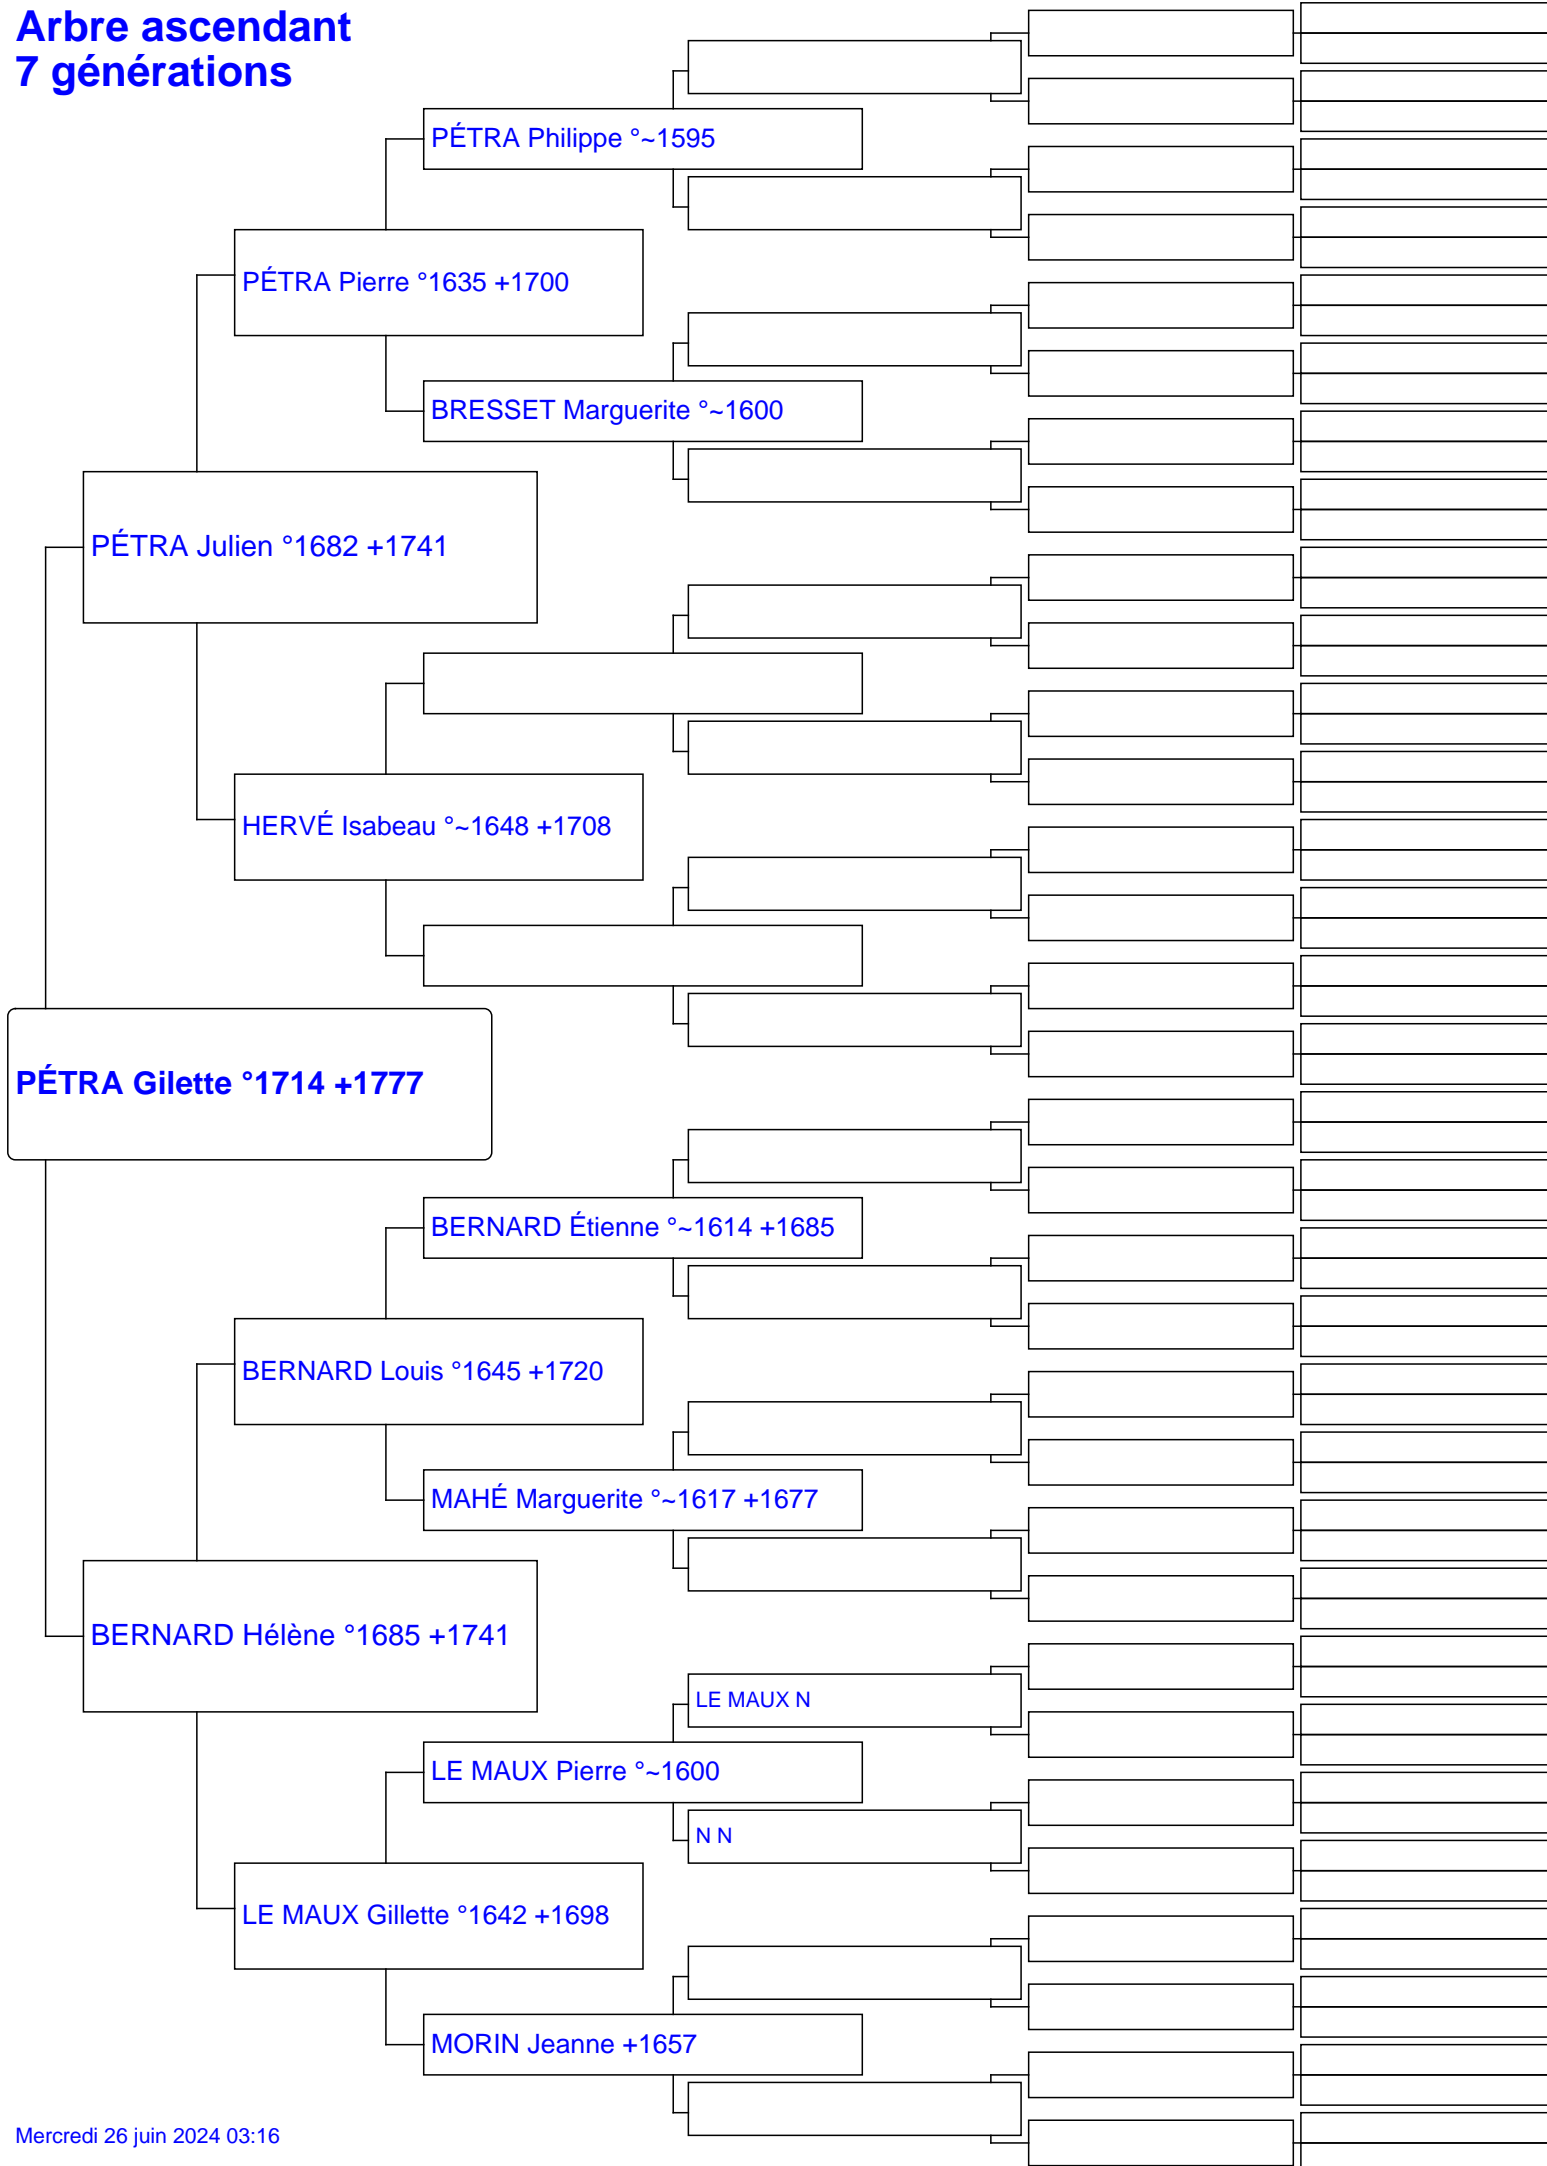 Arbre ascendant
7 générations
PÉTRA Philippe °~1595
PÉTRA Pierre °1635 +1700
BRESSET Marguerite °~1600
PÉTRA Julien °1682 +1741
HERVÉ Isabeau °~1648 +1708
PÉTRA Gilette °1714 +1777
BERNARD Étienne °~1614 +1685
BERNARD Louis °1645 +1720
MAHÉ Marguerite °~1617 +1677
BERNARD Hélène °1685 +1741
LE MAUX N
LE MAUX Pierre °~1600
N N
LE MAUX Gillette °1642 +1698
MORIN Jeanne +1657
Mercredi 26 juin 2024 03:16